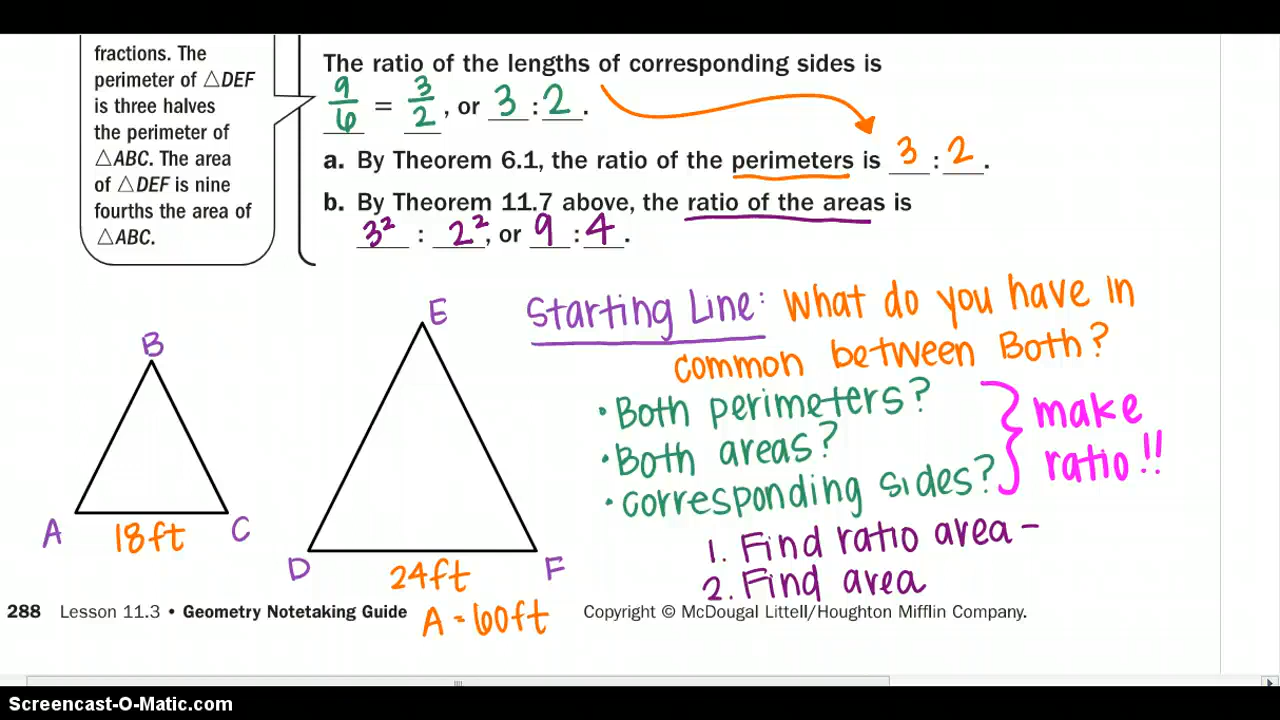 fractions. The
perimeter of △DEF
is three halves
the perimeter of
△ABC. The area
of △DEF is nine
fourths the area of
△ABC.
The ratio of the lengths of corresponding sides is
9/6 = 3/2, or 3 : 2.
a. By Theorem 6.1, the ratio of the perimeters is 3 : 2.
b. By Theorem 11.7 above, the ratio of the areas is
3² : 2², or 9 : 4.
Starting Line: What do you have in
common between Both?
• Both perimeters?
• Both areas?
• corresponding sides?
make
ratio!!
1. Find ratio area –
2. Find area
B
A
18ft
C
E
D
24ft
F
A = 60ft
288 Lesson 11.3 • Geometry Notetaking Guide
Copyright © McDougal Littell/Houghton Mifflin Company.
Screencast-O-Matic.com